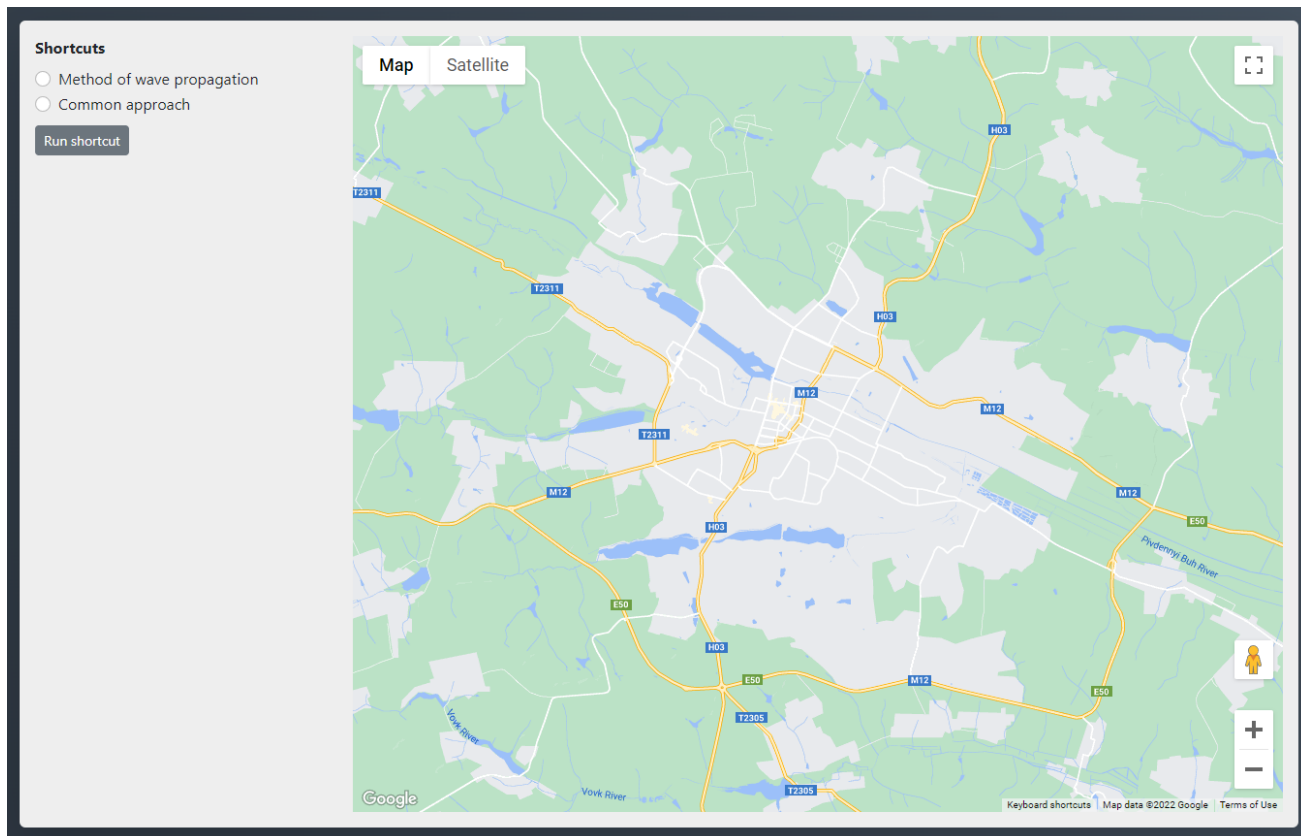 Shortcuts
Method of wave propagation
Common approach
Run shortcut
Map Satellite
H03
T2311
T2311
H03
M12
M12
T2311
M12
M12
E50
H03
Pivdennyj Buh River
E50
H03
E50
M12
E50
Vovk River
T2305
T2305
Vovk River
Google
Keyboard shortcuts
Map data ©2022 Google
Terms of Use